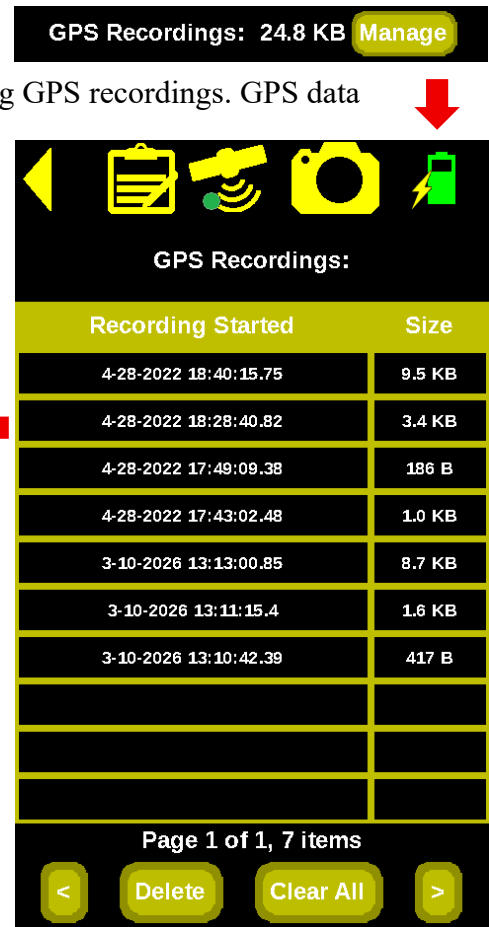 GPS Recordings: 24.8 KB Manage
g GPS recordings. GPS data
GPS Recordings:
Recording Started Size
4-28-2022 18:40:15.75 9.5 KB
4-28-2022 18:28:40.82 3.4 KB
4-28-2022 17:49:09.38 186 B
4-28-2022 17:43:02.48 1.0 KB
3-10-2026 13:13:00.85 8.7 KB
3-10-2026 13:11:15.4 1.6 KB
3-10-2026 13:10:42.39 417 B
Page 1 of 1, 7 items
< Delete Clear All >